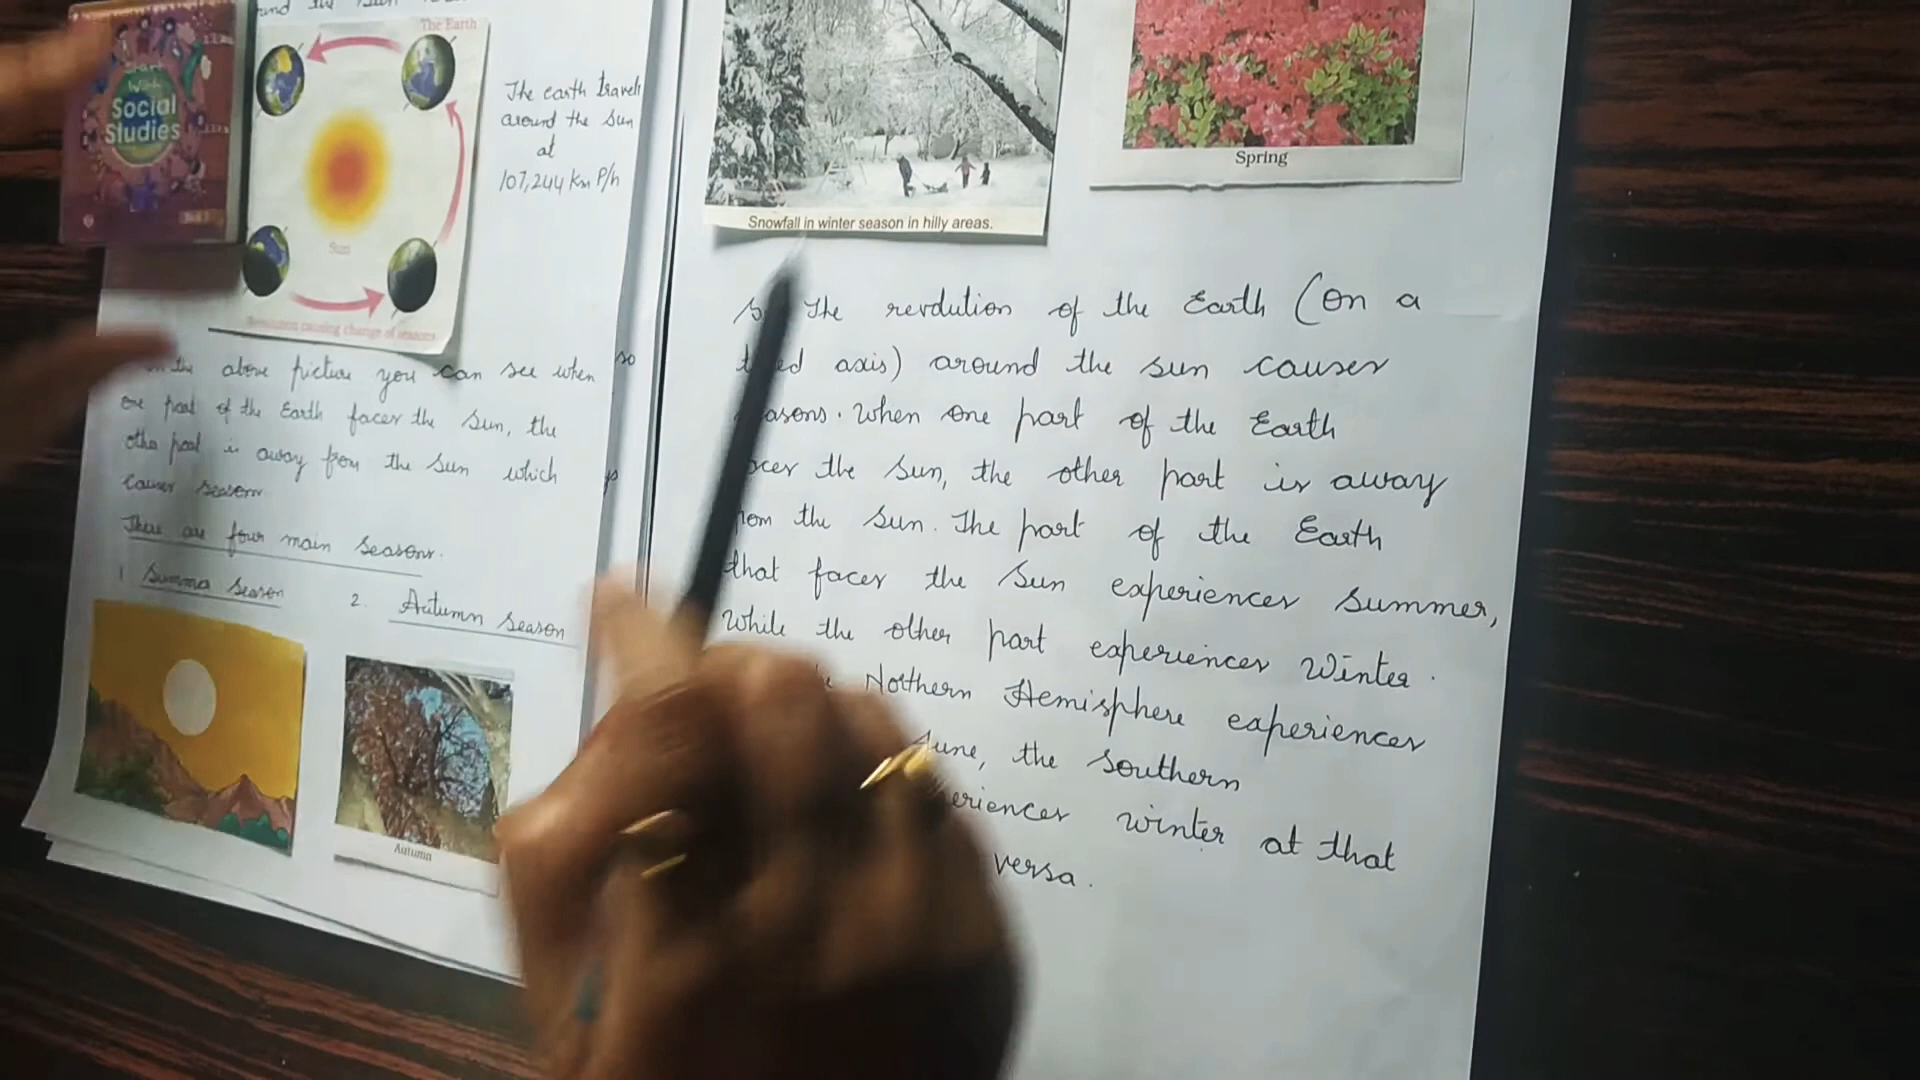 Social
Studies
The Earth
Sun
Revolution causing change of seasons
The earth travels
around the Sun
at
107,244 Km P/h
the above picture you can see when
one part of the Earth faces the Sun, the
other part is away from the Sun which
causes season
There are four main seasons.
1 Summer season
2. Autumn season
Autumn
Snowfall in winter season in hilly areas.
Spring
So The revolution of the Earth (on a
axis) around the sun causes
. When one part of the Earth
the Sun, the other part is away
the Sun. The part of the Earth
that faces the Sun experiences summer,
While the other part experiences Winter.
Northern Hemisphere experiences
June, the southern
winter at that
versa.